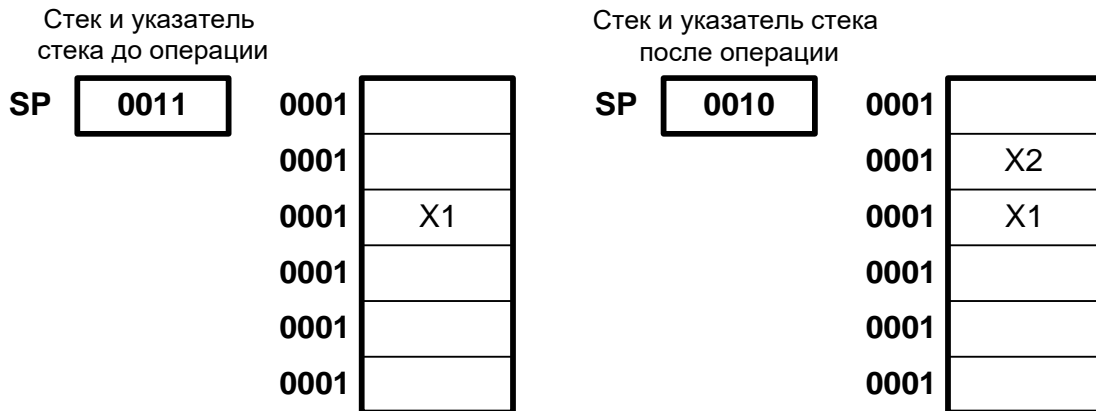 Стек и указатель
стека до операции
Стек и указатель стека
после операции
SP 0011 0001
0001
0001 X1
0001
0001
0001
SP 0010 0001
0001 X2
0001 X1
0001
0001
0001